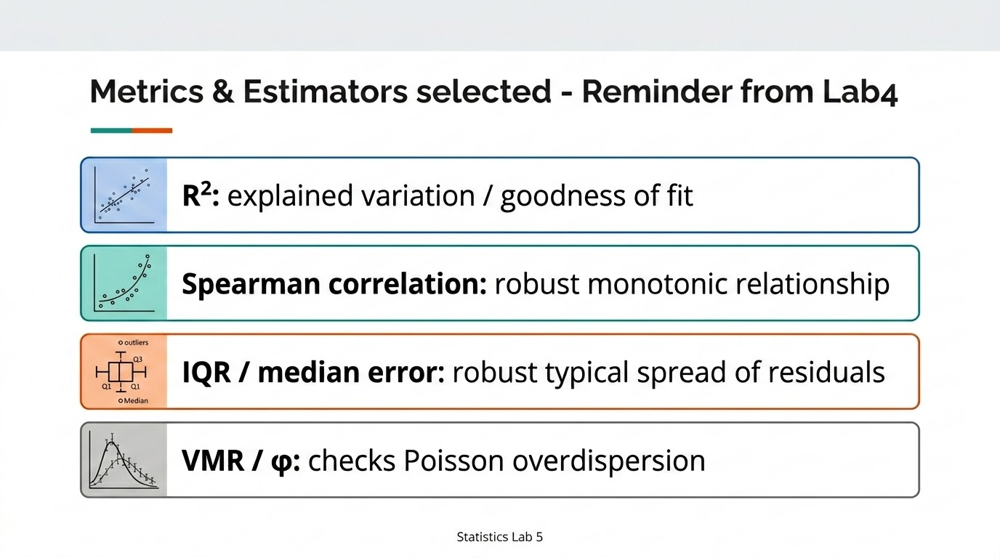 Metrics & Estimators selected - Reminder from Lab4
R²: explained variation / goodness of fit
Spearman correlation: robust monotonic relationship
outliers
Q3
Q1 Q1
Median
IQR / median error: robust typical spread of residuals
VMR / φ: checks Poisson overdispersion
Statistics Lab 5